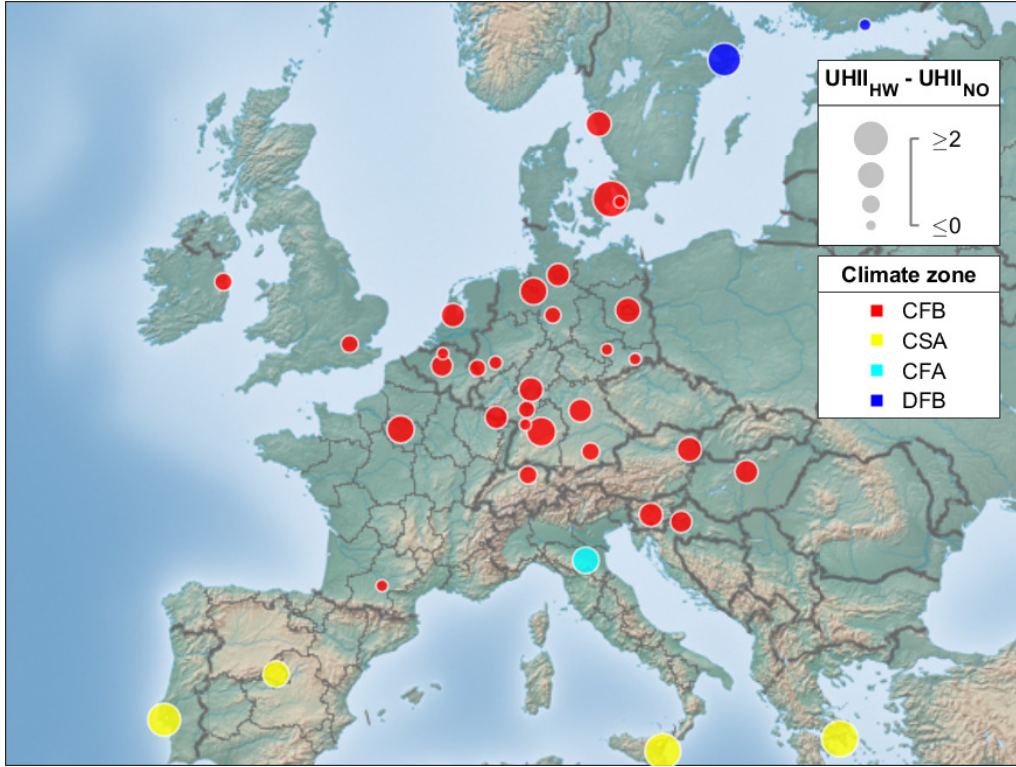 UHII_HW - UHII_NO
≥2
≤0
Climate zone
CFB
CSA
CFA
DFB